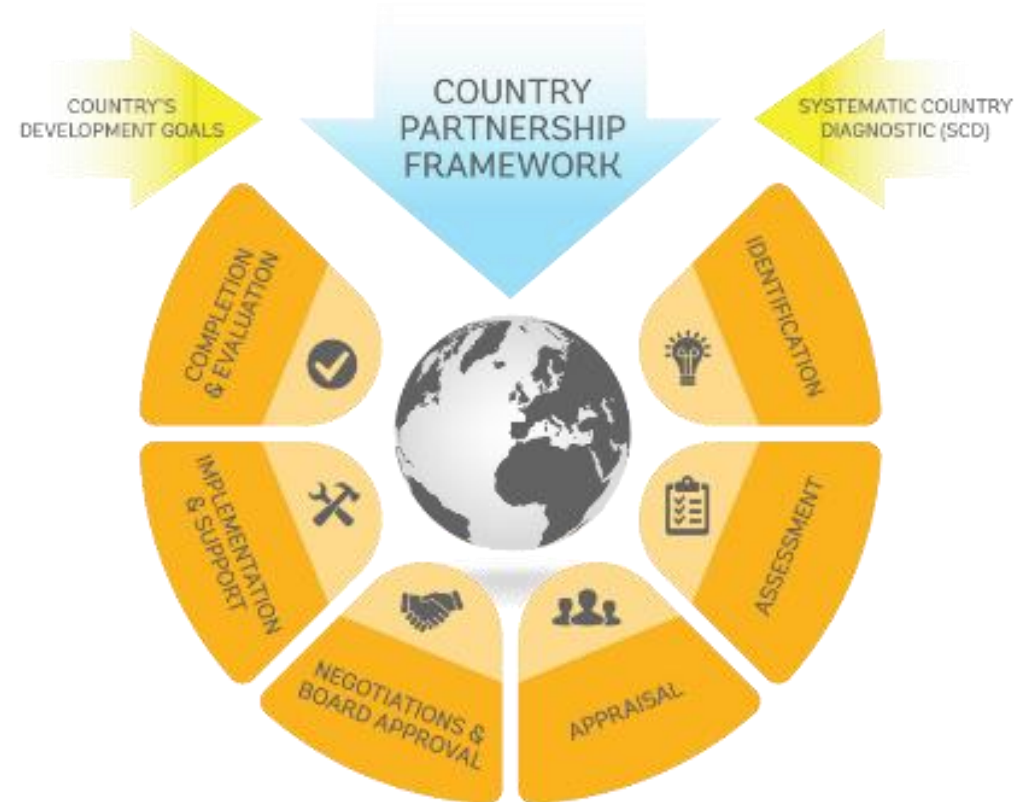 COUNTRY'S
DEVELOPMENT GOALS
COUNTRY
PARTNERSHIP
FRAMEWORK
SYSTEMATIC COUNTRY
DIAGNOSTIC (SCD)
IDENTIFICATION
ASSESSMENT
APPRAISAL
NEGOTIATIONS &
BOARD APPROVAL
IMPLEMENTATION
& SUPPORT
COMPLETION
& EVALUATION